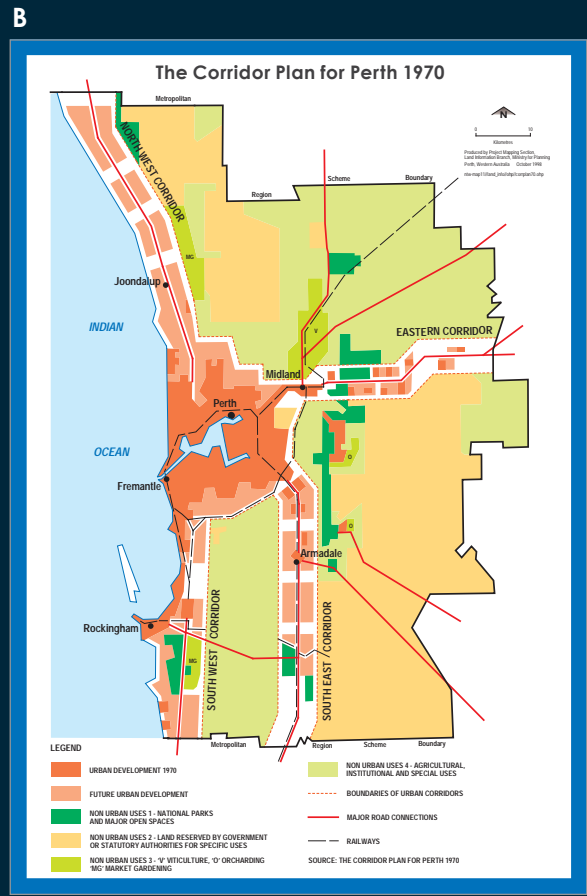 B
The Corridor Plan for Perth 1970
Metropolitan
N
0 10
Kilometres
Produced by Project Mapping Section,
Land Information Branch, Ministry for Planning
Perth, Western Australia October 1998
NORTH WEST CORRIDOR
Region
Scheme
Boundary
MG
Joondalup
INDIAN
V
EASTERN CORRIDOR
Midland
Perth
OCEAN
O
Fremantle
O
Armadale
Rockingham
MG
SOUTH WEST CORRIDOR
SOUTH EAST CORRIDOR
Metropolitan
Region
Scheme
Boundary
LEGEND
URBAN DEVELOPMENT 1970
FUTURE URBAN DEVELOPMENT
NON URBAN USES 1 - NATIONAL PARKS
AND MAJOR OPEN SPACES
NON URBAN USES 2 - LAND RESERVED BY GOVERNMENT
OR STATUTORY AUTHORITIES FOR SPECIFIC USES
NON URBAN USES 3 - 'V' VITICULTURE, 'O' ORCHARDING
'MG' MARKET GARDENING
NON URBAN USES 4 - AGRICULTURAL,
INSTITUTIONAL AND SPECIAL USES
BOUNDARIES OF URBAN CORRIDORS
MAJOR ROAD CONNECTIONS
RAILWAYS
SOURCE: THE CORRIDOR PLAN FOR PERTH 1970